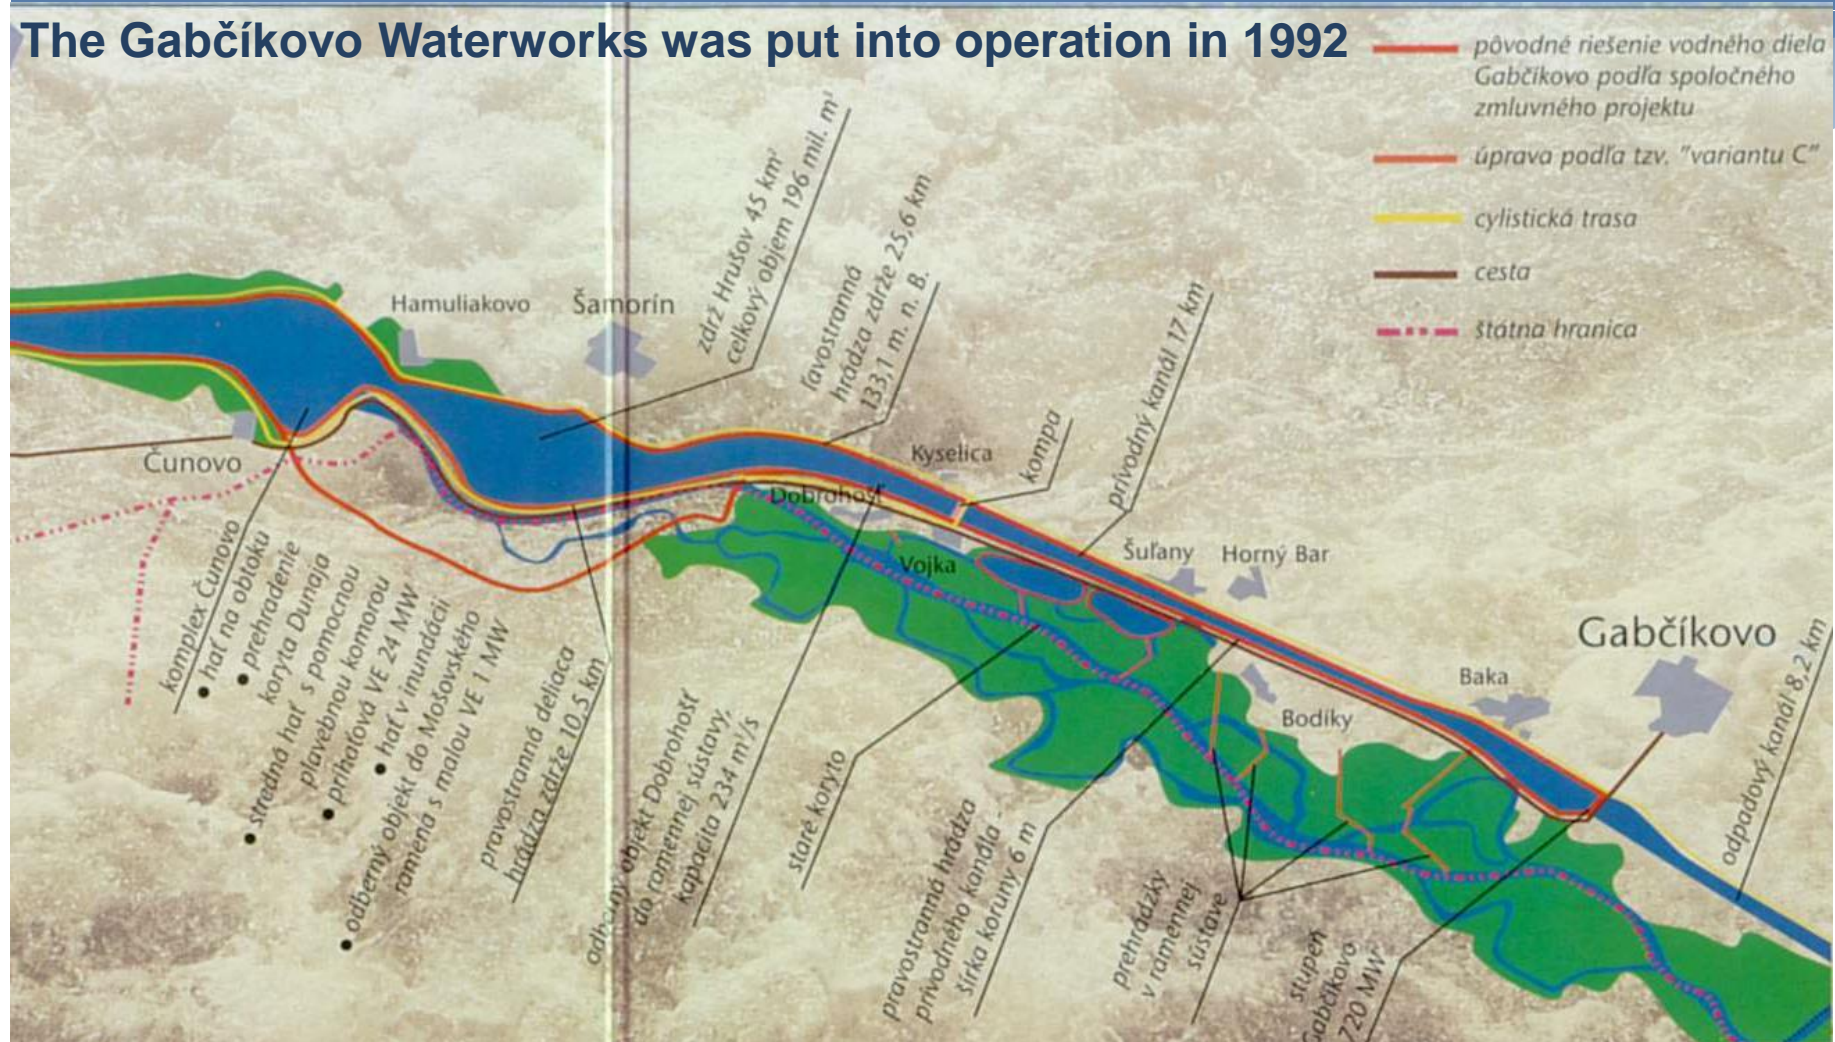 The Gabčíkovo Waterworks was put into operation in 1992
pôvodné riešenie vodného diela
Gabčíkovo podľa spoločného
zmluvného projektu
úprava podľa tzv. "variantu C"
cylistická trasa
cesta
štátna hranica
Hamuliakovo
Šamorín
zdrž Hrušov 45 km²
celkový objem 196 mil. m³
ľavostranná
hrádza zdrže 25,6 km
133,1 m. n. B.
Kyselica
kompa
prívodný kanál 17 km
Čunovo
Dobrohošť
Vojka
Šuľany
Horný Bar
Gabčíkovo
Baka
Bodíky
odpadový kanál 8,2 km
komplex Čunovo
• hať na obtoku
• prehradenie
koryta Dunaja
• stredná hať s pomocnou
plavebnou komorou
• prihaťová VE 24 MW
• hať v inundácii
• odberný objekt do Mošovského
ramena s malou VE 1 MW
pravostranná deliaca
hrádza zdrže 10,5 km
odberný objekt Dobrohošť
do ramennej sústavy,
kapacita 234 m³/s
staré koryto
pravostranná hrádza
prívodného kanála -
šírka koruny 6 m
prehrádzky
v rámennej
sústave
stupeň
Gabčíkovo
720 MW